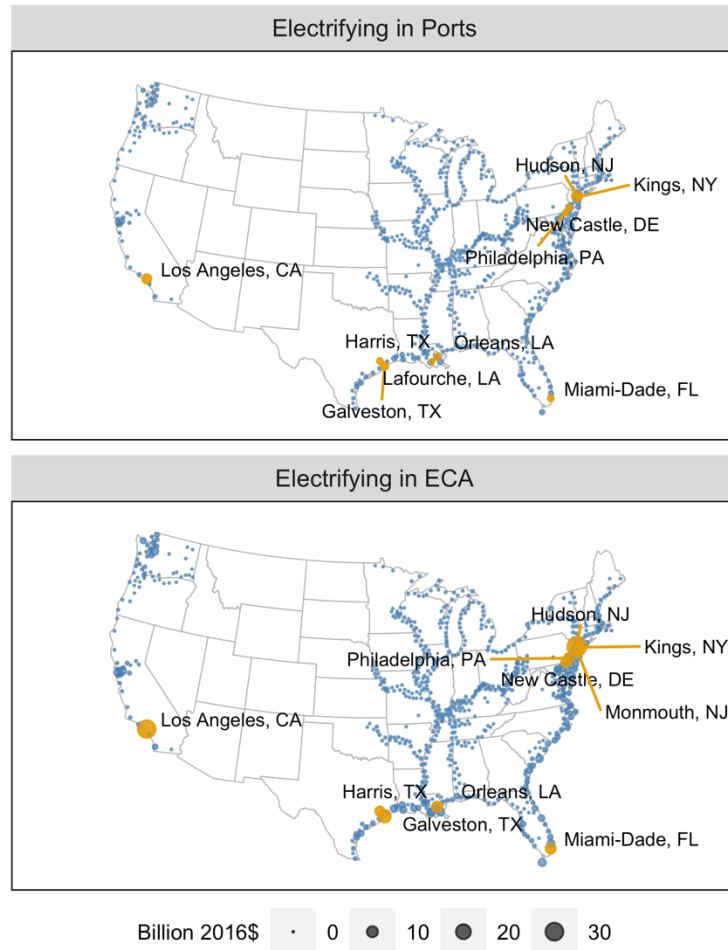 Electrifying in Ports
Hudson, NJ
Kings, NY
New Castle, DE
Philadelphia, PA
Los Angeles, CA
Harris, TX
Orleans, LA
Lafourche, LA
Miami-Dade, FL
Galveston, TX
Electrifying in ECA
Hudson, NJ
Kings, NY
Philadelphia, PA
New Castle, DE
Monmouth, NJ
Los Angeles, CA
Harris, TX
Orleans, LA
Galveston, TX
Miami-Dade, FL
Billion 2016$ 0 10 20 30